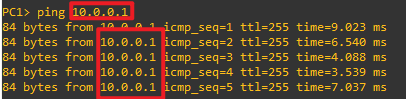 PC1> ping 10.0.0.1
84 bytes from 10.0.0.1 icmp_seq=1 ttl=255 time=9.023 ms
84 bytes from 10.0.0.1 icmp_seq=2 ttl=255 time=6.540 ms
84 bytes from 10.0.0.1 icmp_seq=3 ttl=255 time=4.088 ms
84 bytes from 10.0.0.1 icmp_seq=4 ttl=255 time=3.539 ms
84 bytes from 10.0.0.1 icmp_seq=5 ttl=255 time=7.037 ms